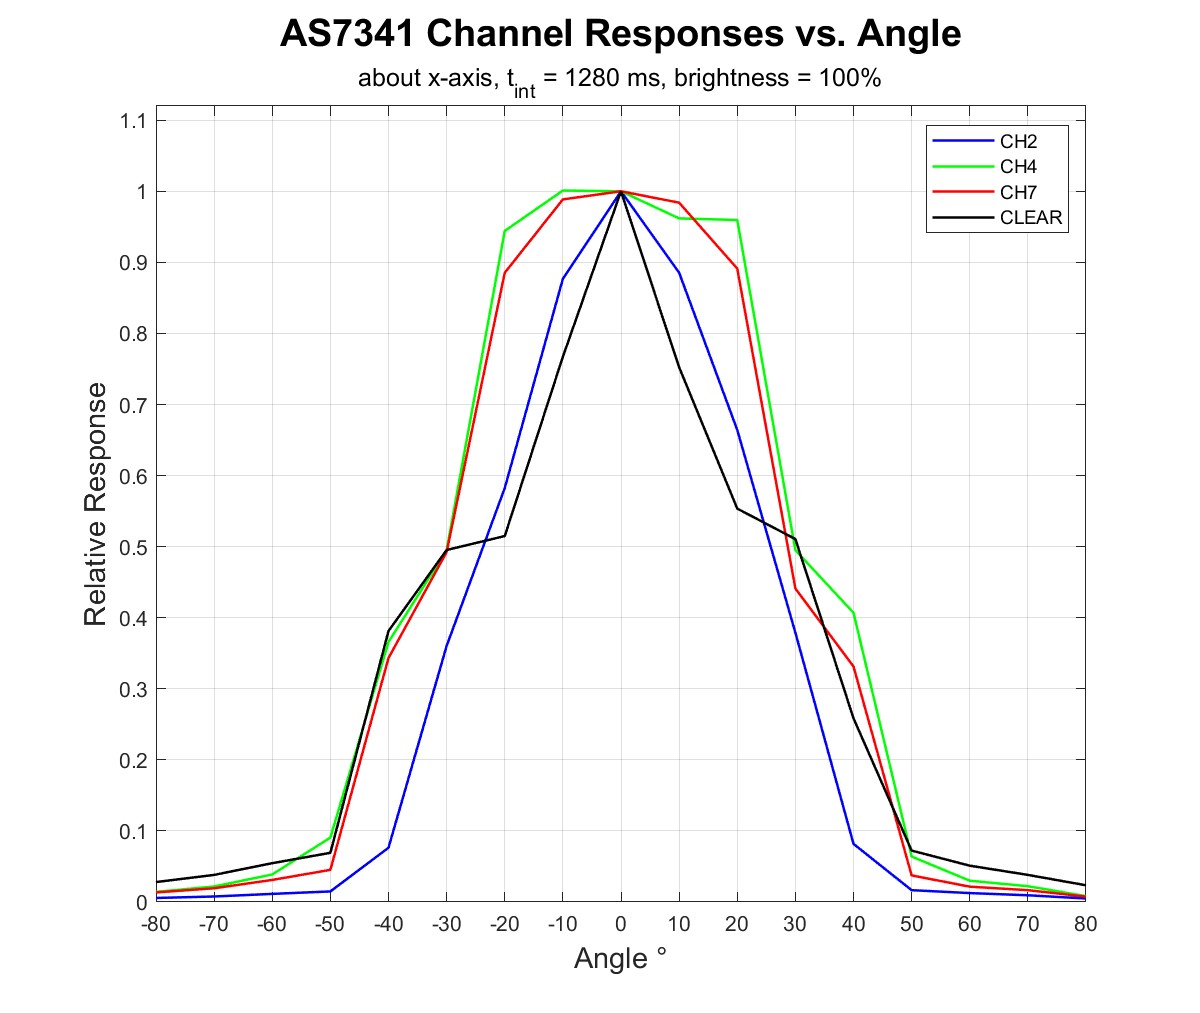 AS7341 Channel Responses vs. Angle
about x-axis, tint = 1280 ms, brightness = 100%
CH2
CH4
CH7
CLEAR
1.1
1
0.9
0.8
0.7
0.6
0.5
0.4
0.3
0.2
0.1
0
Relative Response
-80 -70 -60 -50 -40 -30 -20 -10 0 10 20 30 40 50 60 70 80
Angle °